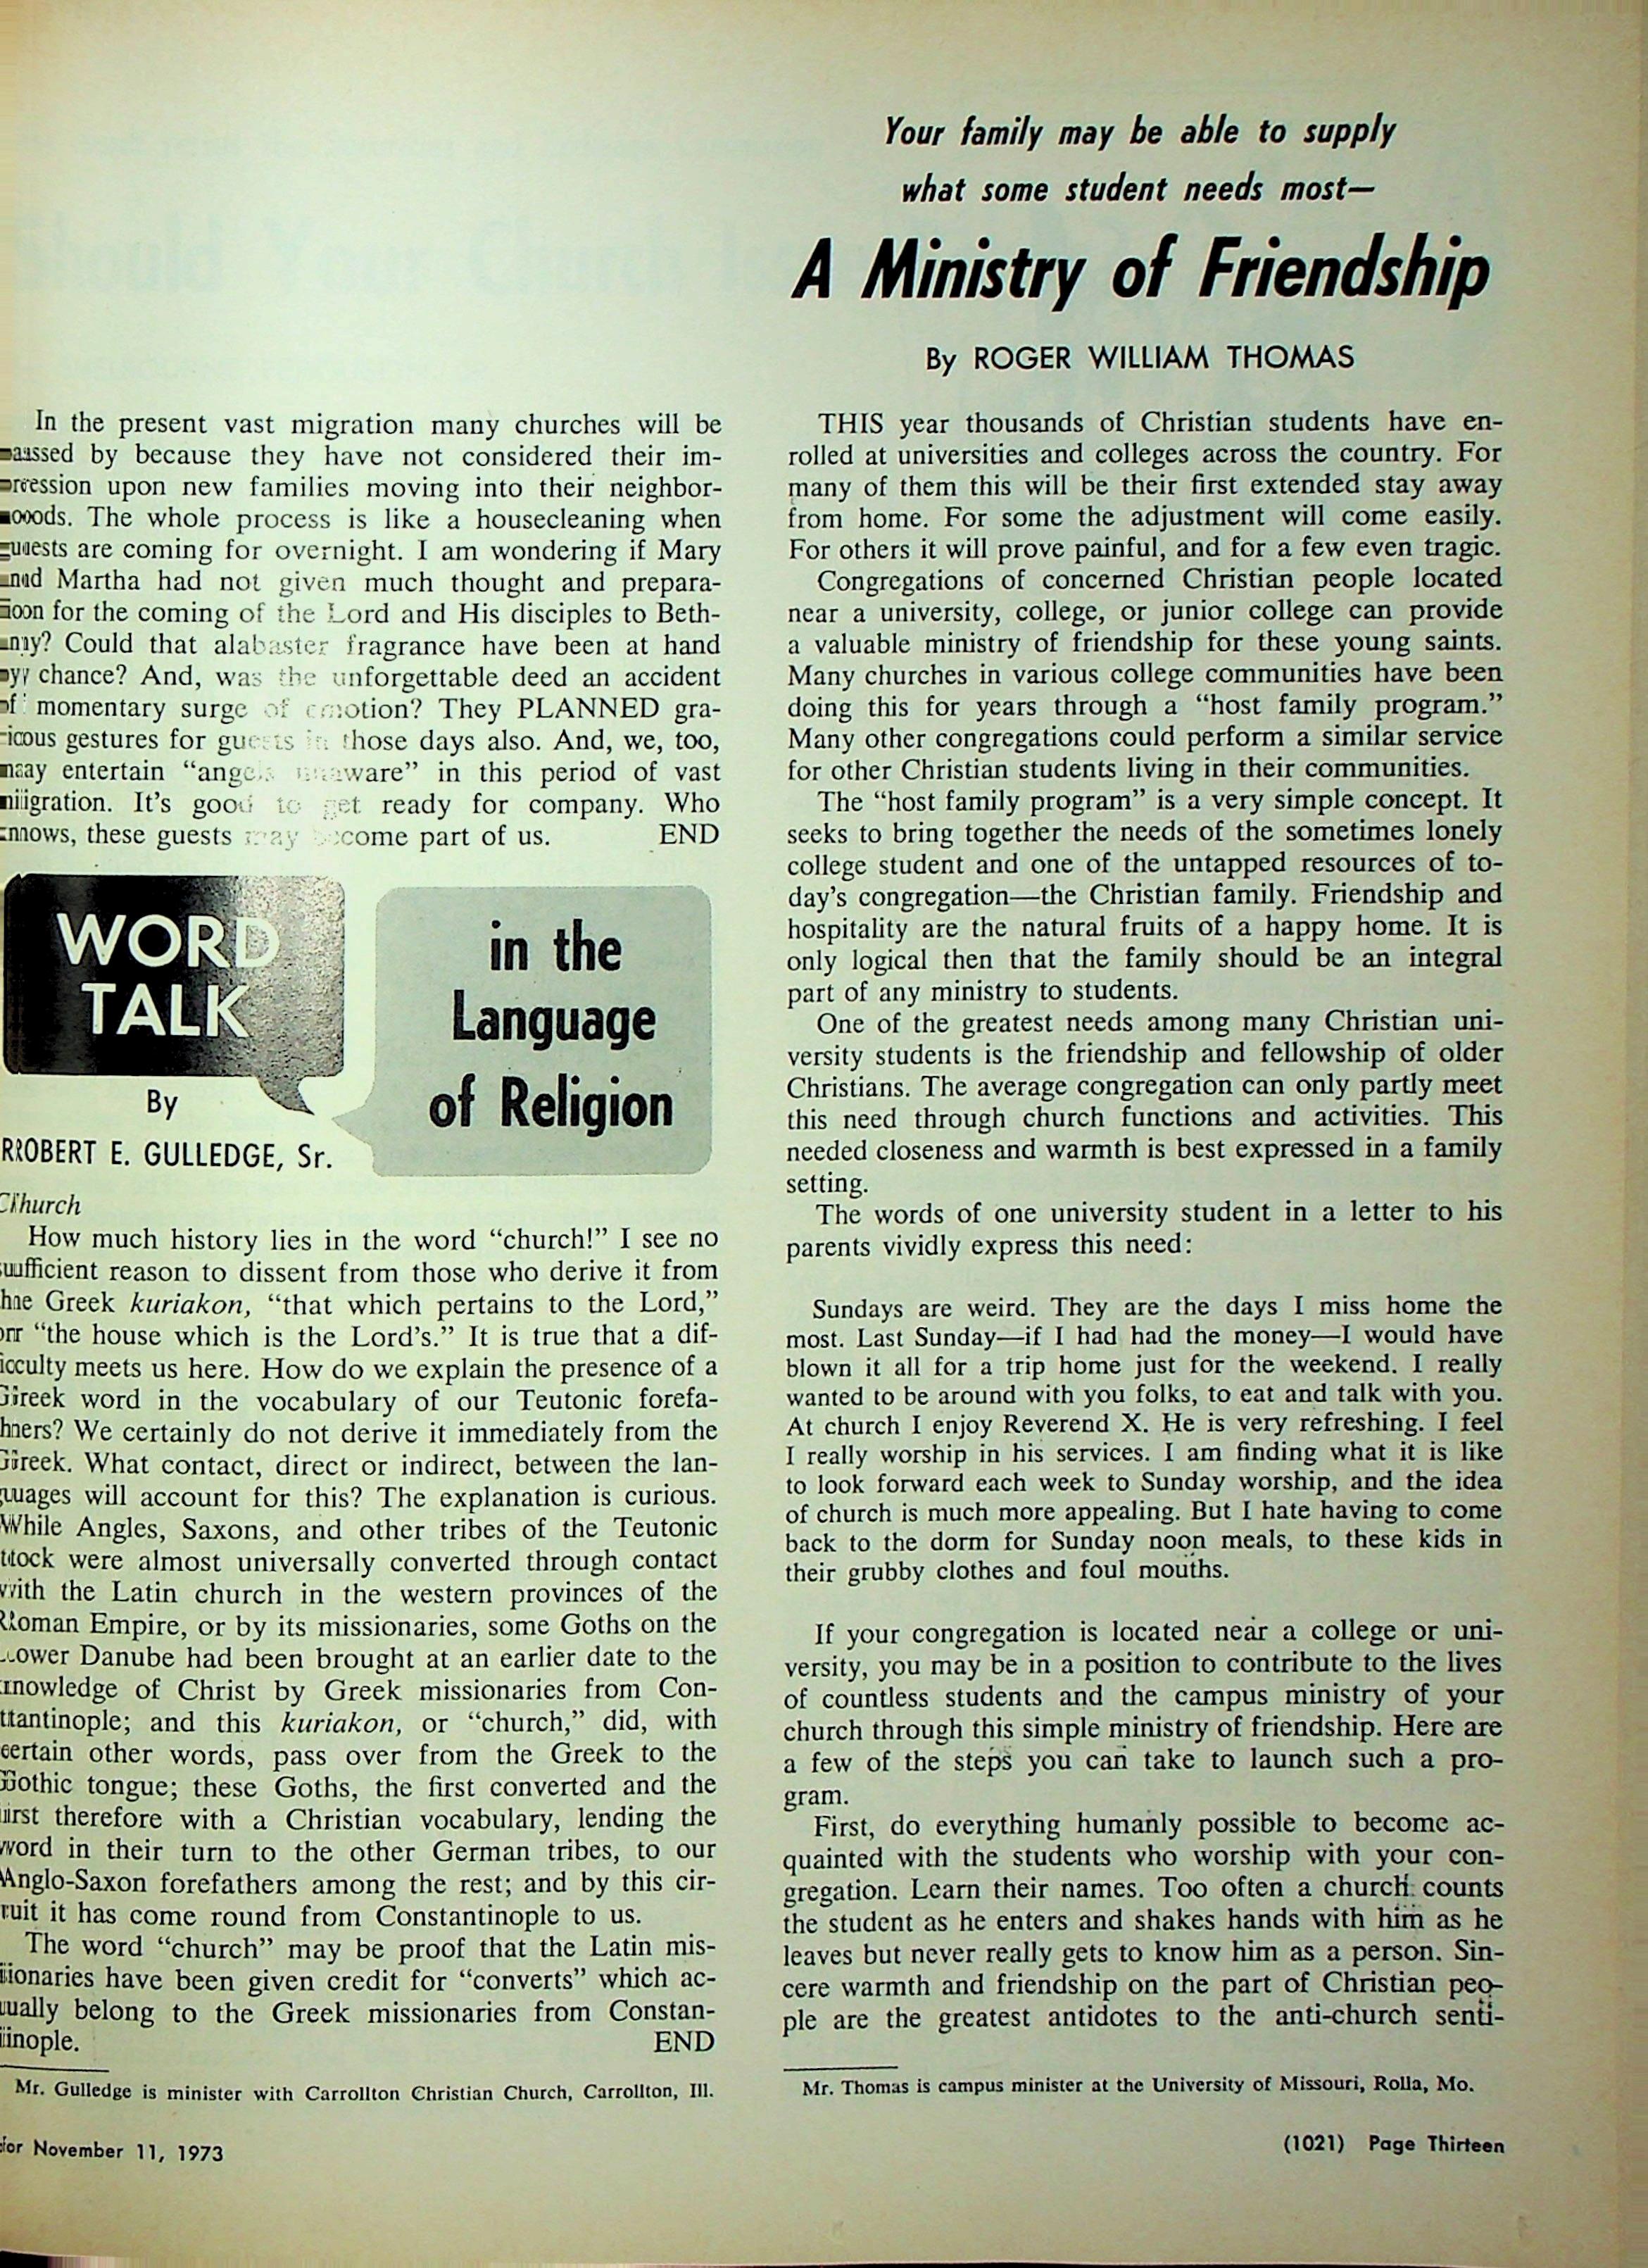 In the present vast migration many churches will be
passed by because they have not considered their im-
pression upon new families moving into their neighbor-
hoods. The whole process is like a housecleaning when
guests are coming for overnight. I am wondering if Mary
and Martha had not given much thought and prepara-
tion for the coming of the Lord and His disciples to Beth-
any? Could that alabaster fragrance have been at hand
by chance? And, was the unforgettable deed an accident
of momentary surge of emotion? They PLANNED gra-
cious gestures for guests in those days also. And, we, too,
may entertain “angels unaware” in this period of vast
migration. It's good to get ready for company. Who
knows, these guests may become part of us. END
WORD
TALK
in the
Language
of Religion
By
ROBERT E. GULLEDGE, Sr.
Church
How much history lies in the word “church!” I see no
sufficient reason to dissent from those who derive it from
the Greek kuriakon, “that which pertains to the Lord,”
or “the house which is the Lord's.” It is true that a dif-
ficulty meets us here. How do we explain the presence of a
Greek word in the vocabulary of our Teutonic forefa-
thers? We certainly do not derive it immediately from the
Greek. What contact, direct or indirect, between the lan-
guages will account for this? The explanation is curious.
While Angles, Saxons, and other tribes of the Teutonic
stock were almost universally converted through contact
with the Latin church in the western provinces of the
Roman Empire, or by its missionaries, some Goths on the
Lower Danube had been brought at an earlier date to the
knowledge of Christ by Greek missionaries from Con-
stantinople; and this kuriakon, or “church,” did, with
certain other words, pass over from the Greek to the
Gothic tongue; these Goths, the first converted and the
first therefore with a Christian vocabulary, lending the
word in their turn to the other German tribes, to our
Anglo-Saxon forefathers among the rest; and by this cir-
cuit it has come round from Constantinople to us.
The word “church” may be proof that the Latin mis-
sionaries have been given credit for “converts” which ac-
tually belong to the Greek missionaries from Constan-
tinople. END
Mr. Gulledge is minister with Carrollton Christian Church, Carrollton, Ill.
for November 11, 1973
Your family may be able to supply
what some student needs most—
A Ministry of Friendship
By ROGER WILLIAM THOMAS
THIS year thousands of Christian students have en-
rolled at universities and colleges across the country. For
many of them this will be their first extended stay away
from home. For some the adjustment will come easily.
For others it will prove painful, and for a few even tragic.
Congregations of concerned Christian people located
near a university, college, or junior college can provide
a valuable ministry of friendship for these young saints.
Many churches in various college communities have been
doing this for years through a “host family program.”
Many other congregations could perform a similar service
for other Christian students living in their communities.
The “host family program” is a very simple concept. It
seeks to bring together the needs of the sometimes lonely
college student and one of the untapped resources of to-
day's congregation—the Christian family. Friendship and
hospitality are the natural fruits of a happy home. It is
only logical then that the family should be an integral
part of any ministry to students.
One of the greatest needs among many Christian uni-
versity students is the friendship and fellowship of older
Christians. The average congregation can only partly meet
this need through church functions and activities. This
needed closeness and warmth is best expressed in a family
setting.
The words of one university student in a letter to his
parents vividly express this need:
Sundays are weird. They are the days I miss home the
most. Last Sunday—if I had had the money—I would have
blown it all for a trip home just for the weekend. I really
wanted to be around with you folks, to eat and talk with you.
At church I enjoy Reverend X. He is very refreshing. I feel
I really worship in his services. I am finding what it is like
to look forward each week to Sunday worship, and the idea
of church is much more appealing. But I hate having to come
back to the dorm for Sunday noon meals, to these kids in
their grubby clothes and foul mouths.
If your congregation is located near a college or uni-
versity, you may be in a position to contribute to the lives
of countless students and the campus ministry of your
church through this simple ministry of friendship. Here are
a few of the steps you can take to launch such a pro-
gram.
First, do everything humanly possible to become ac-
quainted with the students who worship with your con-
gregation. Learn their names. Too often a church counts
the student as he enters and shakes hands with him as he
leaves but never really gets to know him as a person. Sin-
cere warmth and friendship on the part of Christian peo-
ple are the greatest antidotes to the anti-church senti-
Mr. Thomas is campus minister at the University of Missouri, Rolla, Mo.
(1021) Page Thirteen